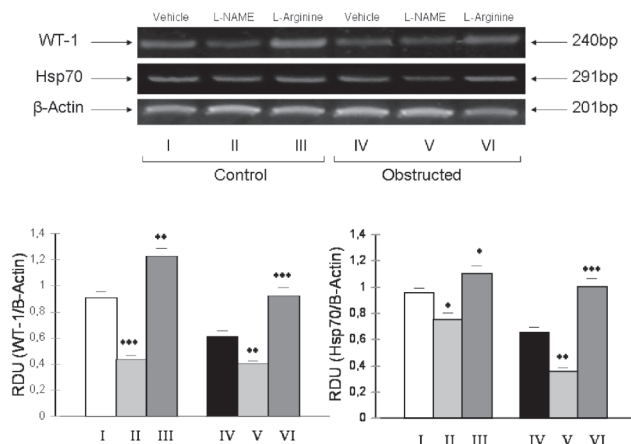 Vehicle L-NAME L-Arginine Vehicle L-NAME L-Arginine
WT-1 240bp
Hsp70 291bp
β-Actin 201bp
I II III IV V VI
Control Obstructed
RDU (WT-1/B-Actin)
1,4
1,2
1
0,8
0,6
0,4
0,2
0
** *** *** **
I II III IV V VI
RDU (Hsp70/B-Actin)
1,4
1,2
1
0,8
0,6
0,4
0,2
0
* * *** **
I II III IV V VI